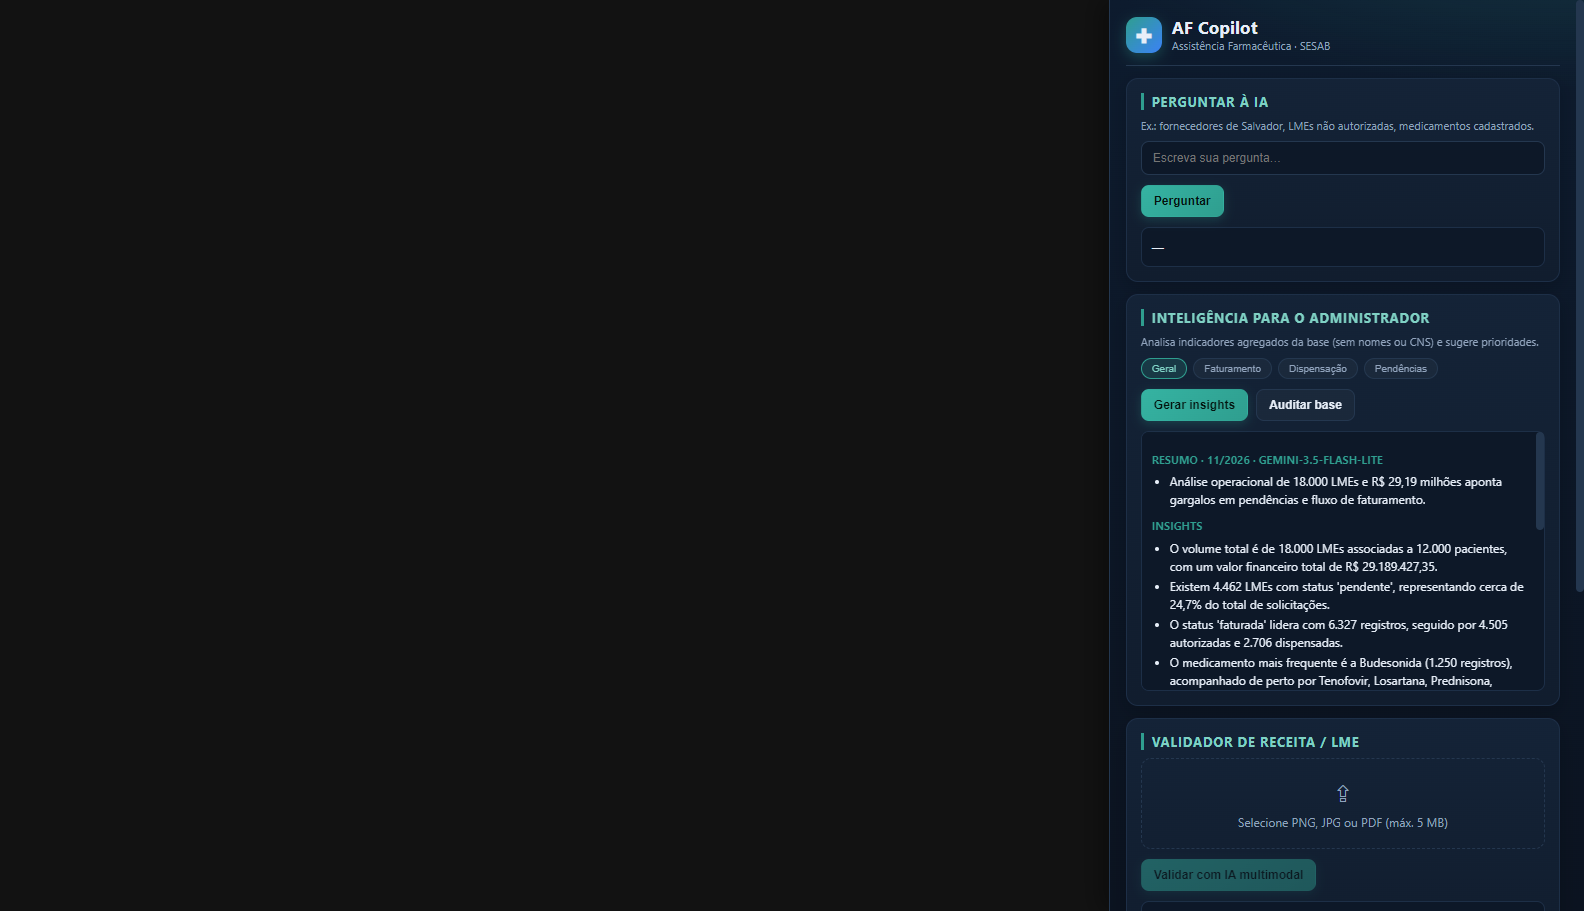 AF Copilot
Assistência Farmacêutica · SESAB
PERGUNTAR À IA
Ex.: fornecedores de Salvador, LMEs não autorizadas, medicamentos cadastrados.
Escreva sua pergunta...
Perguntar
—
INTELIGÊNCIA PARA O ADMINISTRADOR
Analisa indicadores agregados da base (sem nomes ou CNS) e sugere prioridades.
Geral Faturamento Dispensação Pendências
Gerar insights Auditar base
RESUMO · 11/2026 · GEMINI-3.5-FLASH-LITE
• Análise operacional de 18.000 LMEs e R$ 29,19 milhões aponta
gargalos em pendências e fluxo de faturamento.
INSIGHTS
• O volume total é de 18.000 LMEs associadas a 12.000 pacientes,
com um valor financeiro total de R$ 29.189.427,35.
• Existem 4.462 LMEs com status 'pendente', representando cerca de
24,7% do total de solicitações.
• O status 'faturada' lidera com 6.327 registros, seguido por 4.505
autorizadas e 2.706 dispensadas.
• O medicamento mais frequente é a Budesonida (1.250 registros),
acompanhado de perto por Tenofovir, Losartana, Prednisona,
VALIDADOR DE RECEITA / LME
Selecione PNG, JPG ou PDF (máx. 5 MB)
Validar com IA multimodal